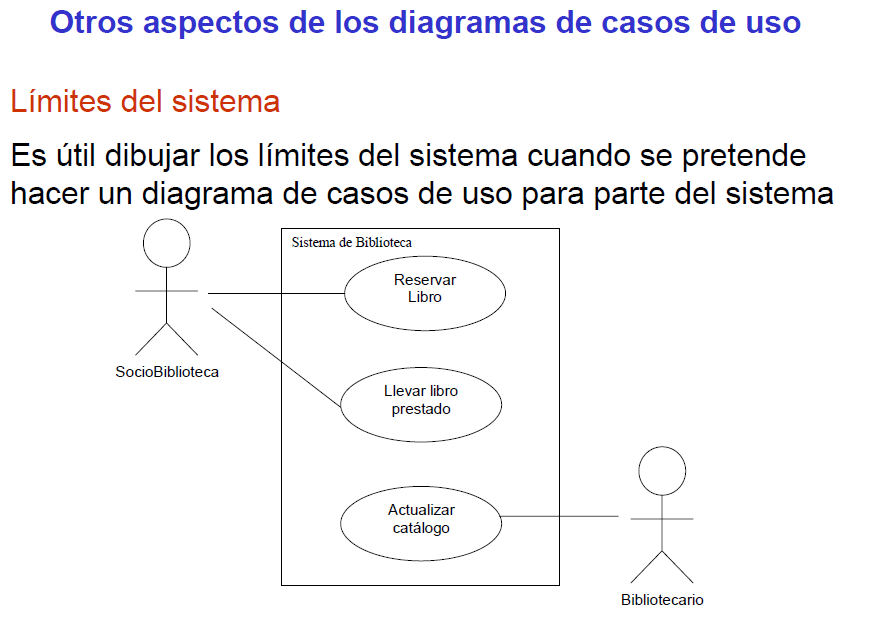 Otros aspectos de los diagramas de casos de uso
Límites del sistema
Es útil dibujar los límites del sistema cuando se pretende
hacer un diagrama de casos de uso para parte del sistema
Sistema de Biblioteca
Reservar
Libro
SocioBiblioteca
Llevar libro
prestado
Actualizar
catálogo
Bibliotecario